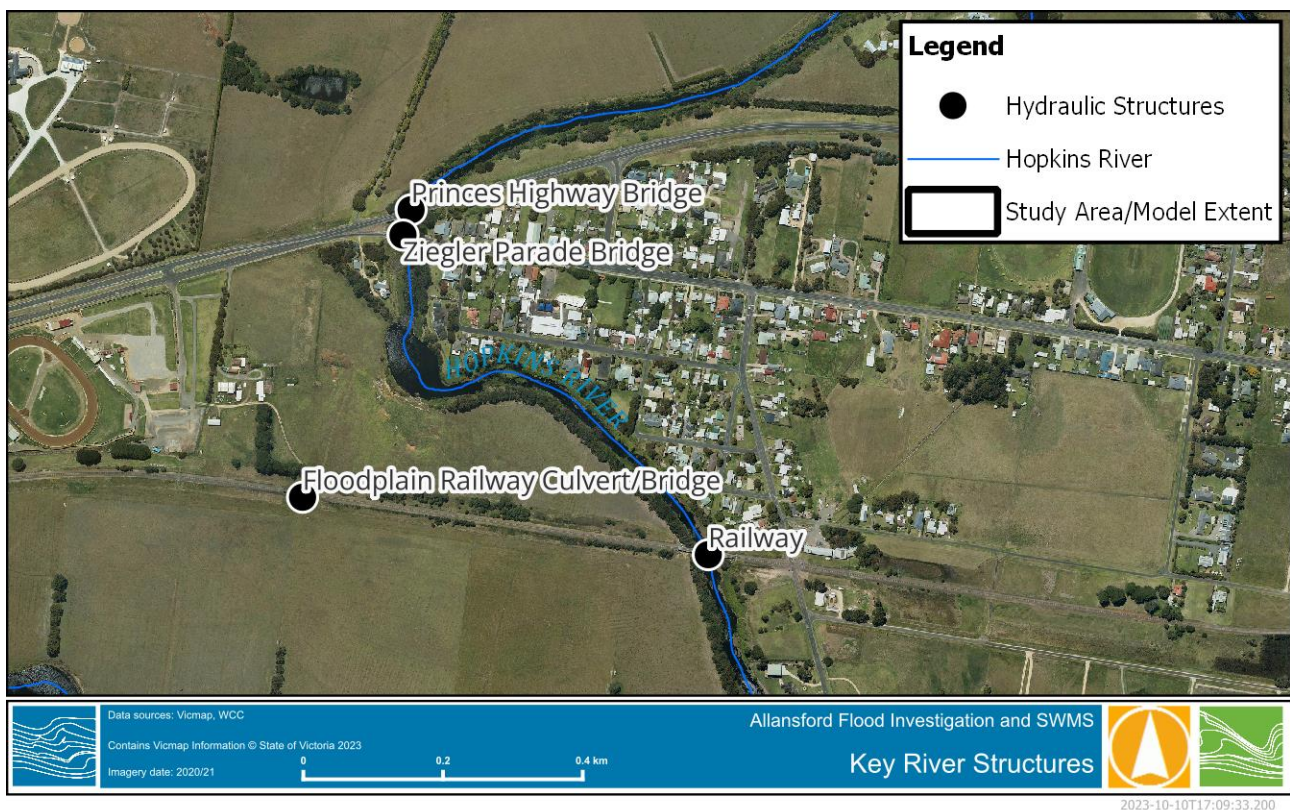 Legend
Hydraulic Structures
Hopkins River
Study Area/Model Extent
Princes Highway Bridge
Ziegler Parade Bridge
HOPKINS RIVER
Floodplain Railway Culvert/Bridge
Railway
Data sources: Vicmap, WCC
Contains Vicmap Information © State of Victoria 2023
Imagery date: 2020/21
0 0.2 0.4 km
Allansford Flood Investigation and SWMS
Key River Structures
2023-10-10T17:09:33.200